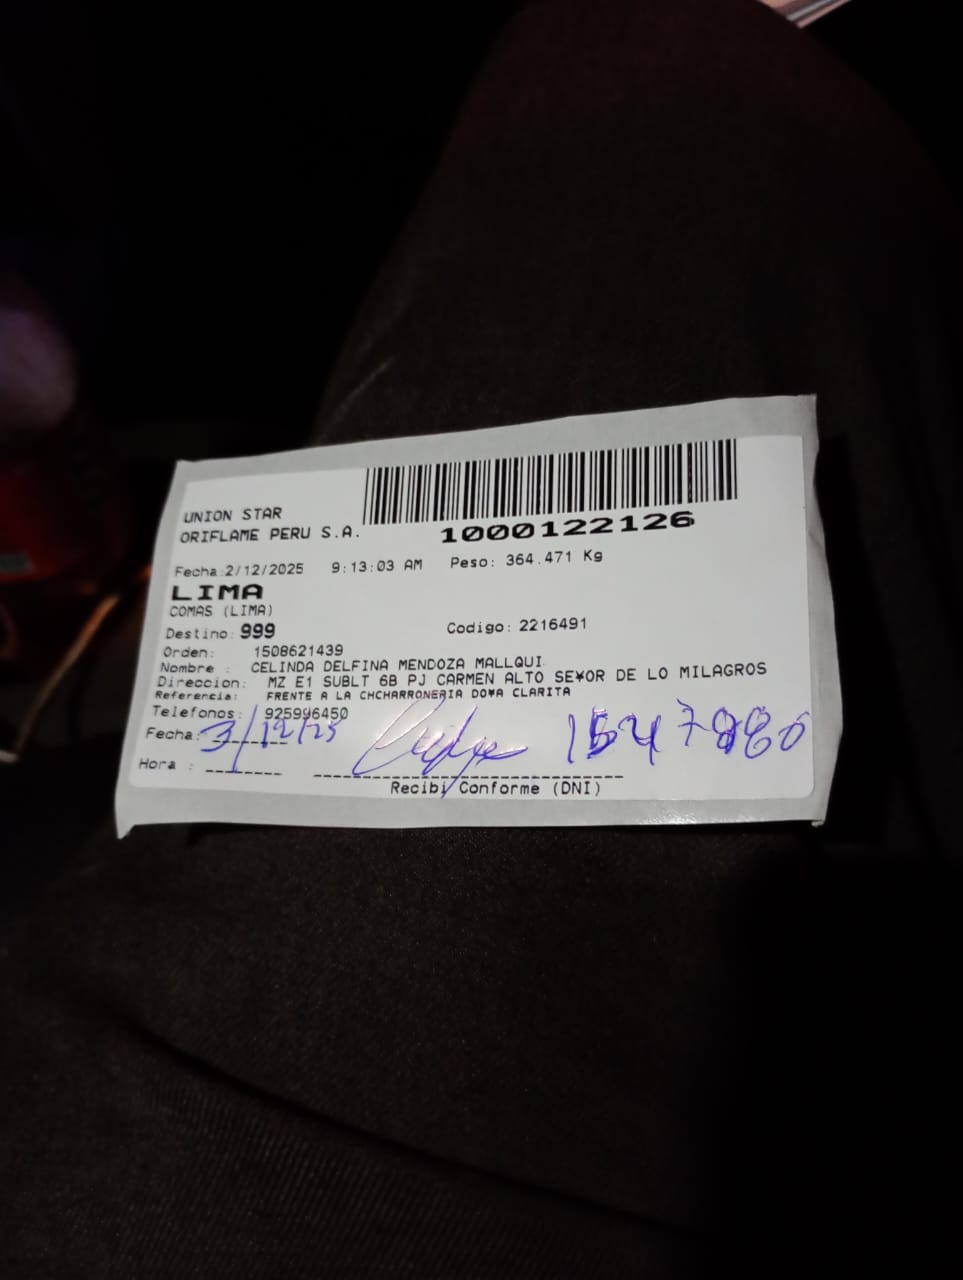 UNION STAR
ORIFLAME PERU S.A.
1000122126
Fecha:2/12/2025 9:13:03 AM Peso: 364.471 Kg
LIMA
COMAS (LIMA)
Destino: 999 Codigo: 2216491
Orden: 1508621439
Nombre : CELINDA DELFINA MENDOZA MALLQUI
Direccion: MZ E1 SUBLT 6B PJ CARMEN ALTO SE¥OR DE LO MILAGROS
Referencia: FRENTE A LA CHCHARRONERIA DO¥A CLARITA
Telefonos: 925996450
Fecha: 3/12/25
Hora :
Recibi Conforme (DNI)